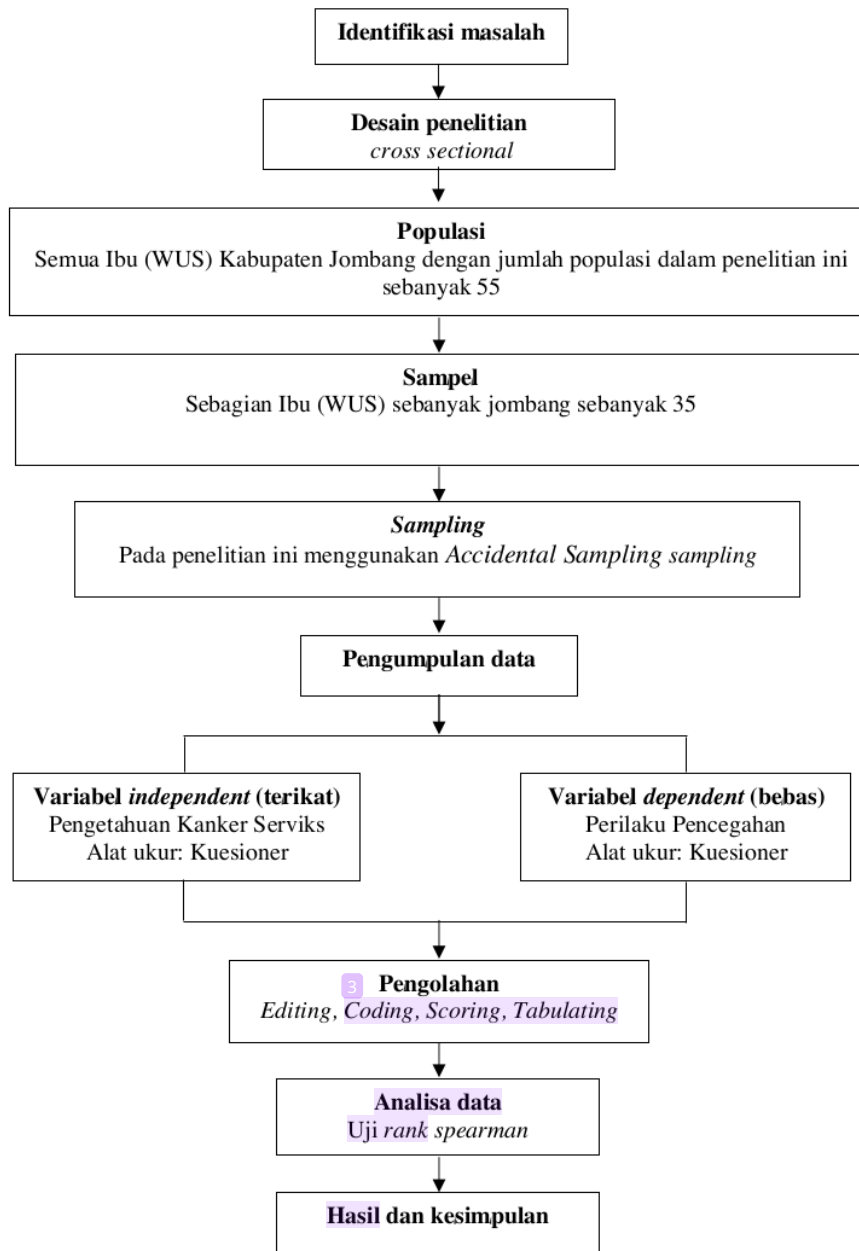 Identifikasi masalah
Desain penelitian
cross sectional
Populasi
Semua Ibu (WUS) Kabupaten Jombang dengan jumlah populasi dalam penelitian ini
sebanyak 55
Sampel
Sebagian Ibu (WUS) sebanyak jombang sebanyak 35
Sampling
Pada penelitian ini menggunakan Accidental Sampling sampling
Pengumpulan data
Variabel independent (terikat)
Pengetahuan Kanker Serviks
Alat ukur: Kuesioner
Variabel dependent (bebas)
Perilaku Pencegahan
Alat ukur: Kuesioner
3 Pengolahan
Editing, Coding, Scoring, Tabulating
Analisa data
Uji rank spearman
Hasil dan kesimpulan